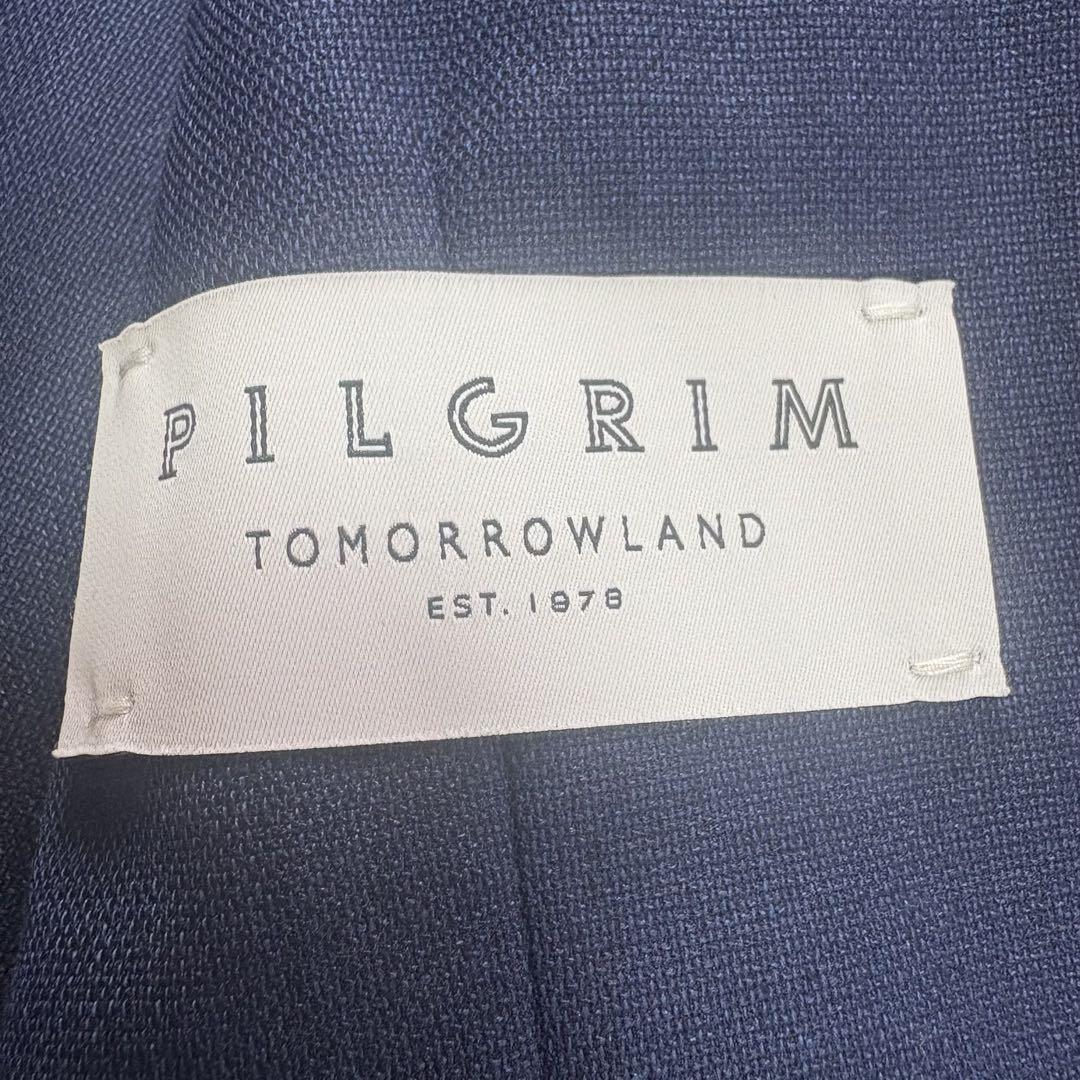 PILGRIM
TOMORROWLAND
EST. 1978